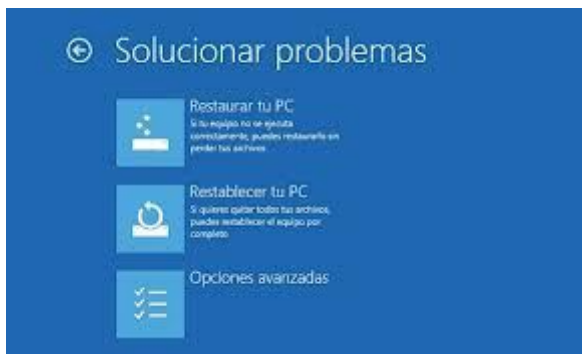 Solucionar problemas
Restaurar tu PC
Si tu equipo no se ejecuta
correctamente, puedes restaurarlo sin
perder tus archivos
Restablecer tu PC
Si quieres quitar todos tus archivos,
puedes restablecer el equipo por
completo
Opciones avanzadas